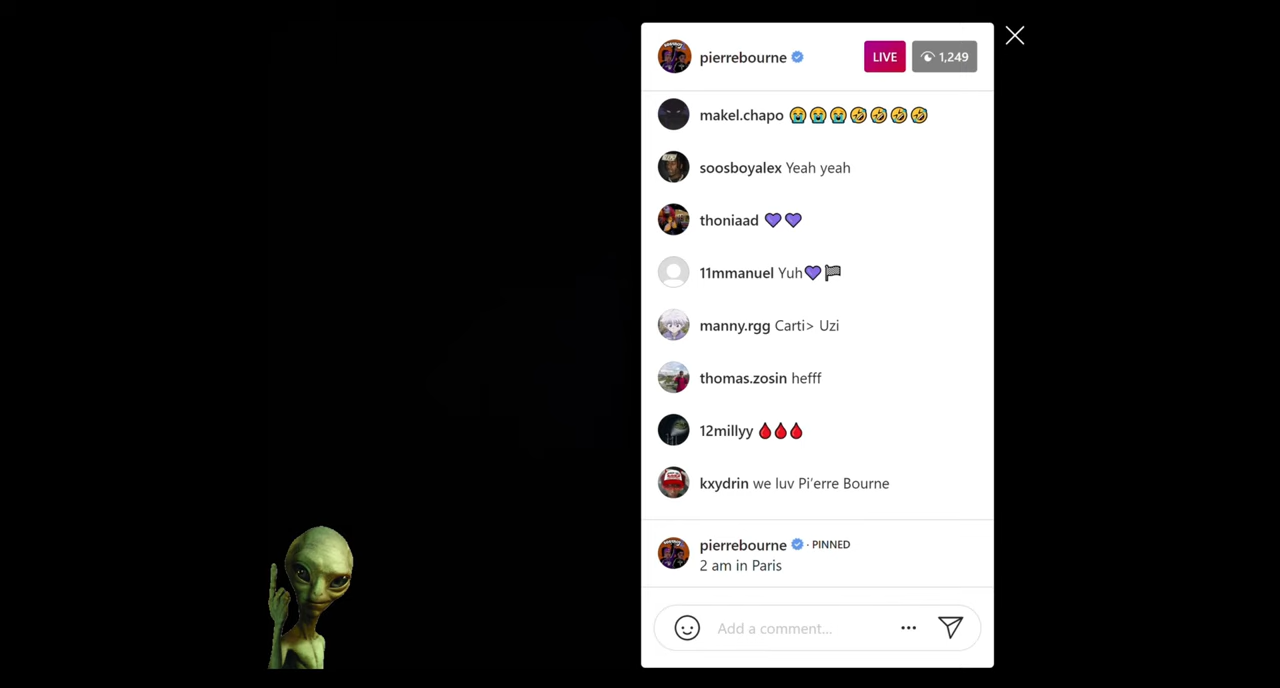 pierrebourne LIVE 1,249
makel.chapo 😭😭😭🤣🤣🤣🤣
soosboyalex Yeah yeah
thoniaad 💜💜
11mmanuel Yuh💜🏴
manny.rgg Carti> Uzi
thomas.zosin hefff
12millyy 🩸🩸🩸
kxydrin we luv Pi'erre Bourne
pierrebourne · PINNED
2 am in Paris
Add a comment...